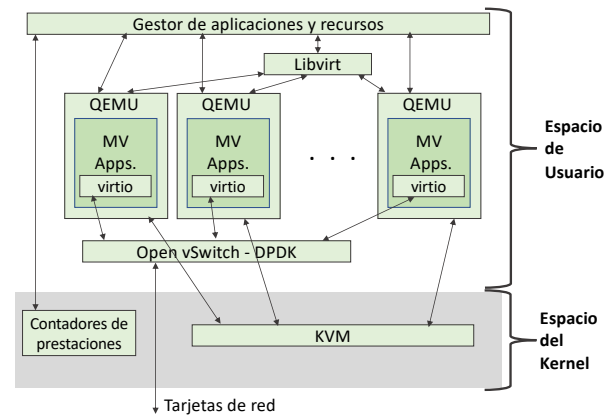 Gestor de aplicaciones y recursos
Libvirt
QEMU
QEMU
QEMU
MV
Apps.
virtio
MV
Apps.
virtio
. . .
MV
Apps.
virtio
Open vSwitch - DPDK
Espacio
de
Usuario
Contadores de
prestaciones
KVM
Espacio
del
Kernel
Tarjetas de red